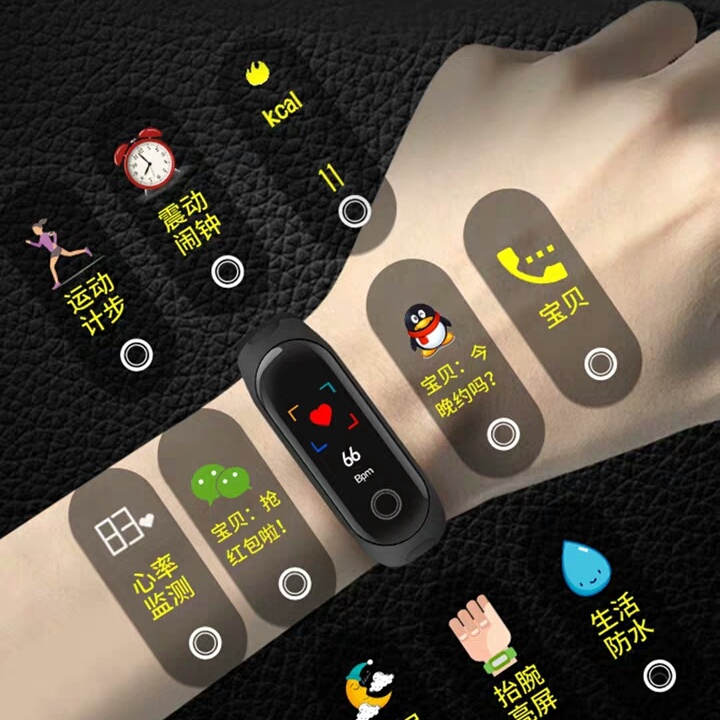 kcal
11
震动
闹钟
运动
计步
宝贝
宝贝：今
晚约吗？
66
Bpm
宝贝：抢
红包啦！
心率
监测
生活
防水
抬腕
亮屏